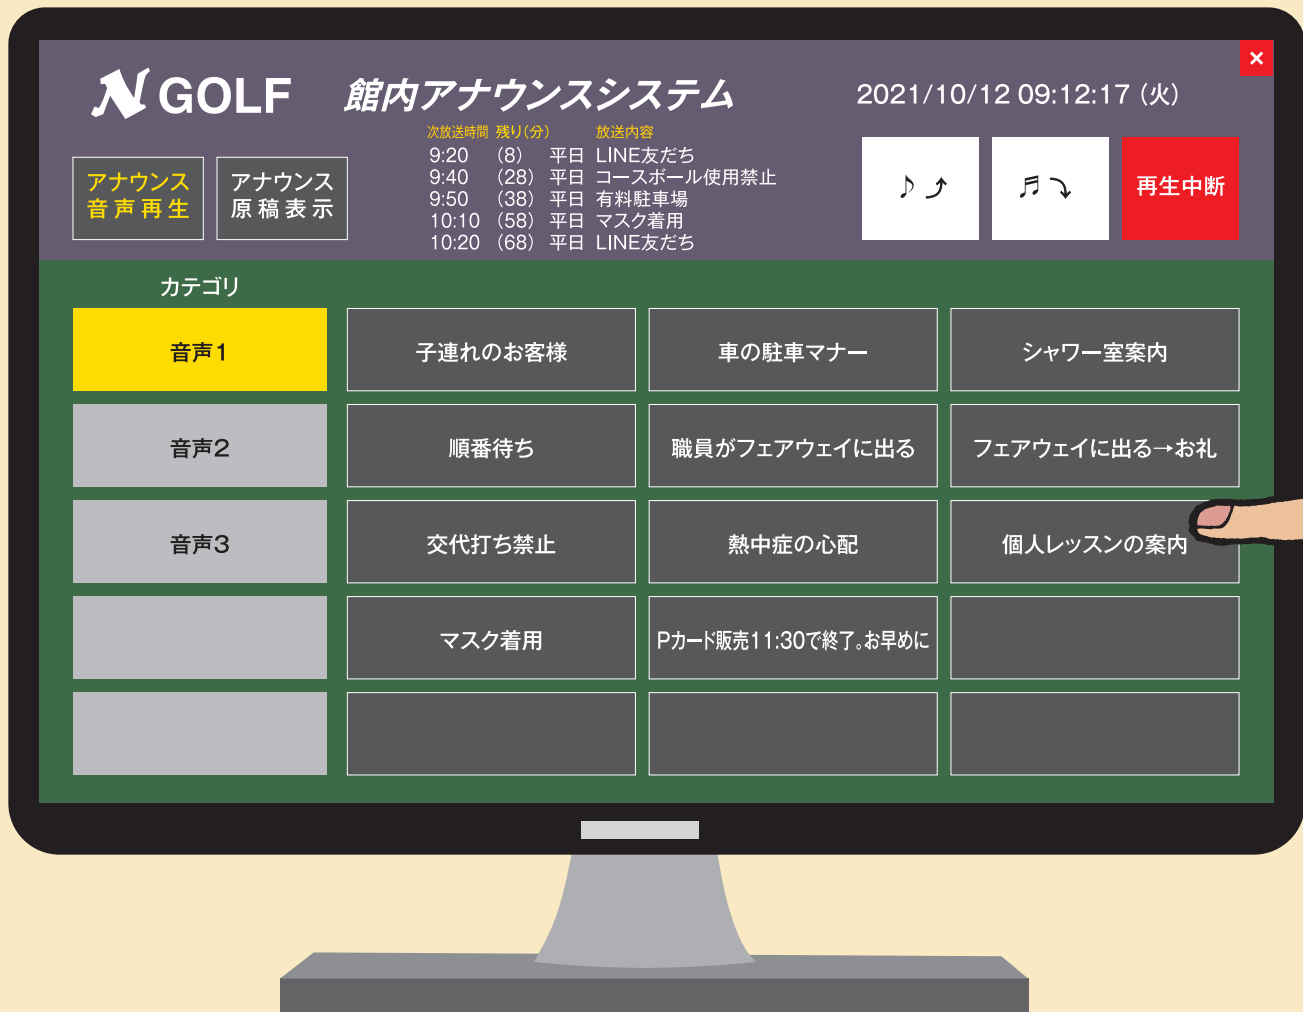 N GOLF 館内アナウンスシステム 2021/10/12 09:12:17 (火) ×
次放送時間 残り(分) 放送内容
9:20 (8) 平日 LINE友だち
9:40 (28) 平日 コースボール使用禁止
9:50 (38) 平日 有料駐車場
10:10 (58) 平日 マスク着用
10:20 (68) 平日 LINE友だち
アナウンス
音声再生
アナウンス
原稿表示
再生中断
カテゴリ
音声1 子連れのお客様 車の駐車マナー シャワー室案内
音声2 順番待ち 職員がフェアウェイに出る フェアウェイに出る→お礼
音声3 交代打ち禁止 熱中症の心配 個人レッスンの案内
マスク着用 Pカード販売11:30で終了。お早めに